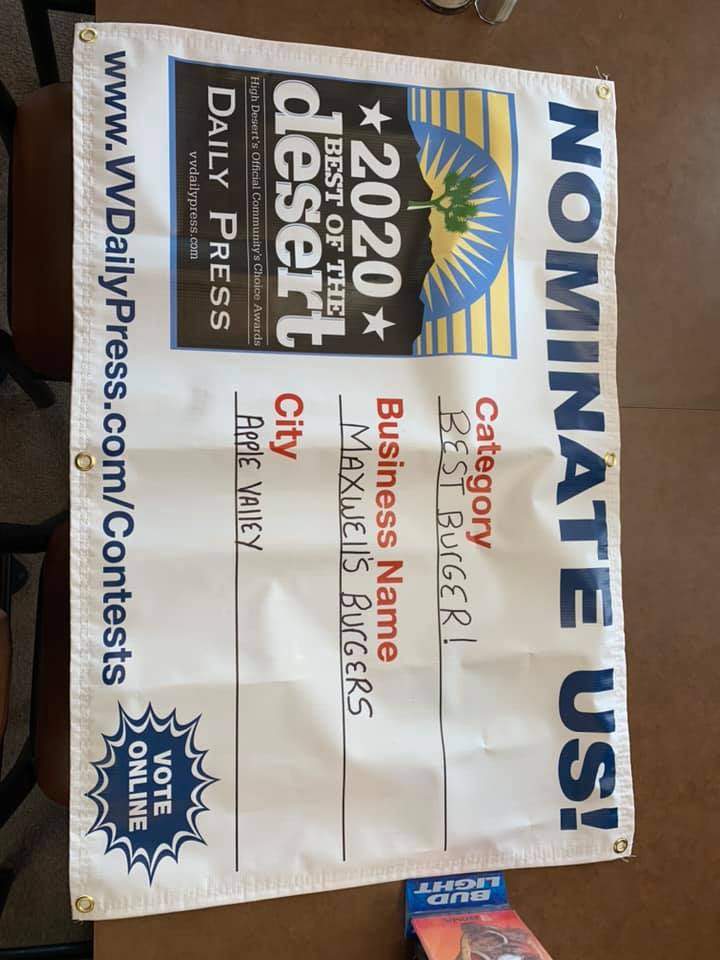 NOMINATE US!
★2020★
BEST OF THE
desert
High Desert's Official Community's Choice Awards
DAILY PRESS
vvdailypress.com
Category
BEST BURGER!
Business Name
MAXWEll'S BURGERS
City
APPlE VAllEY
www.VVDailyPress.com/Contests
VOTE
ONLINE
BUD
LIGHT